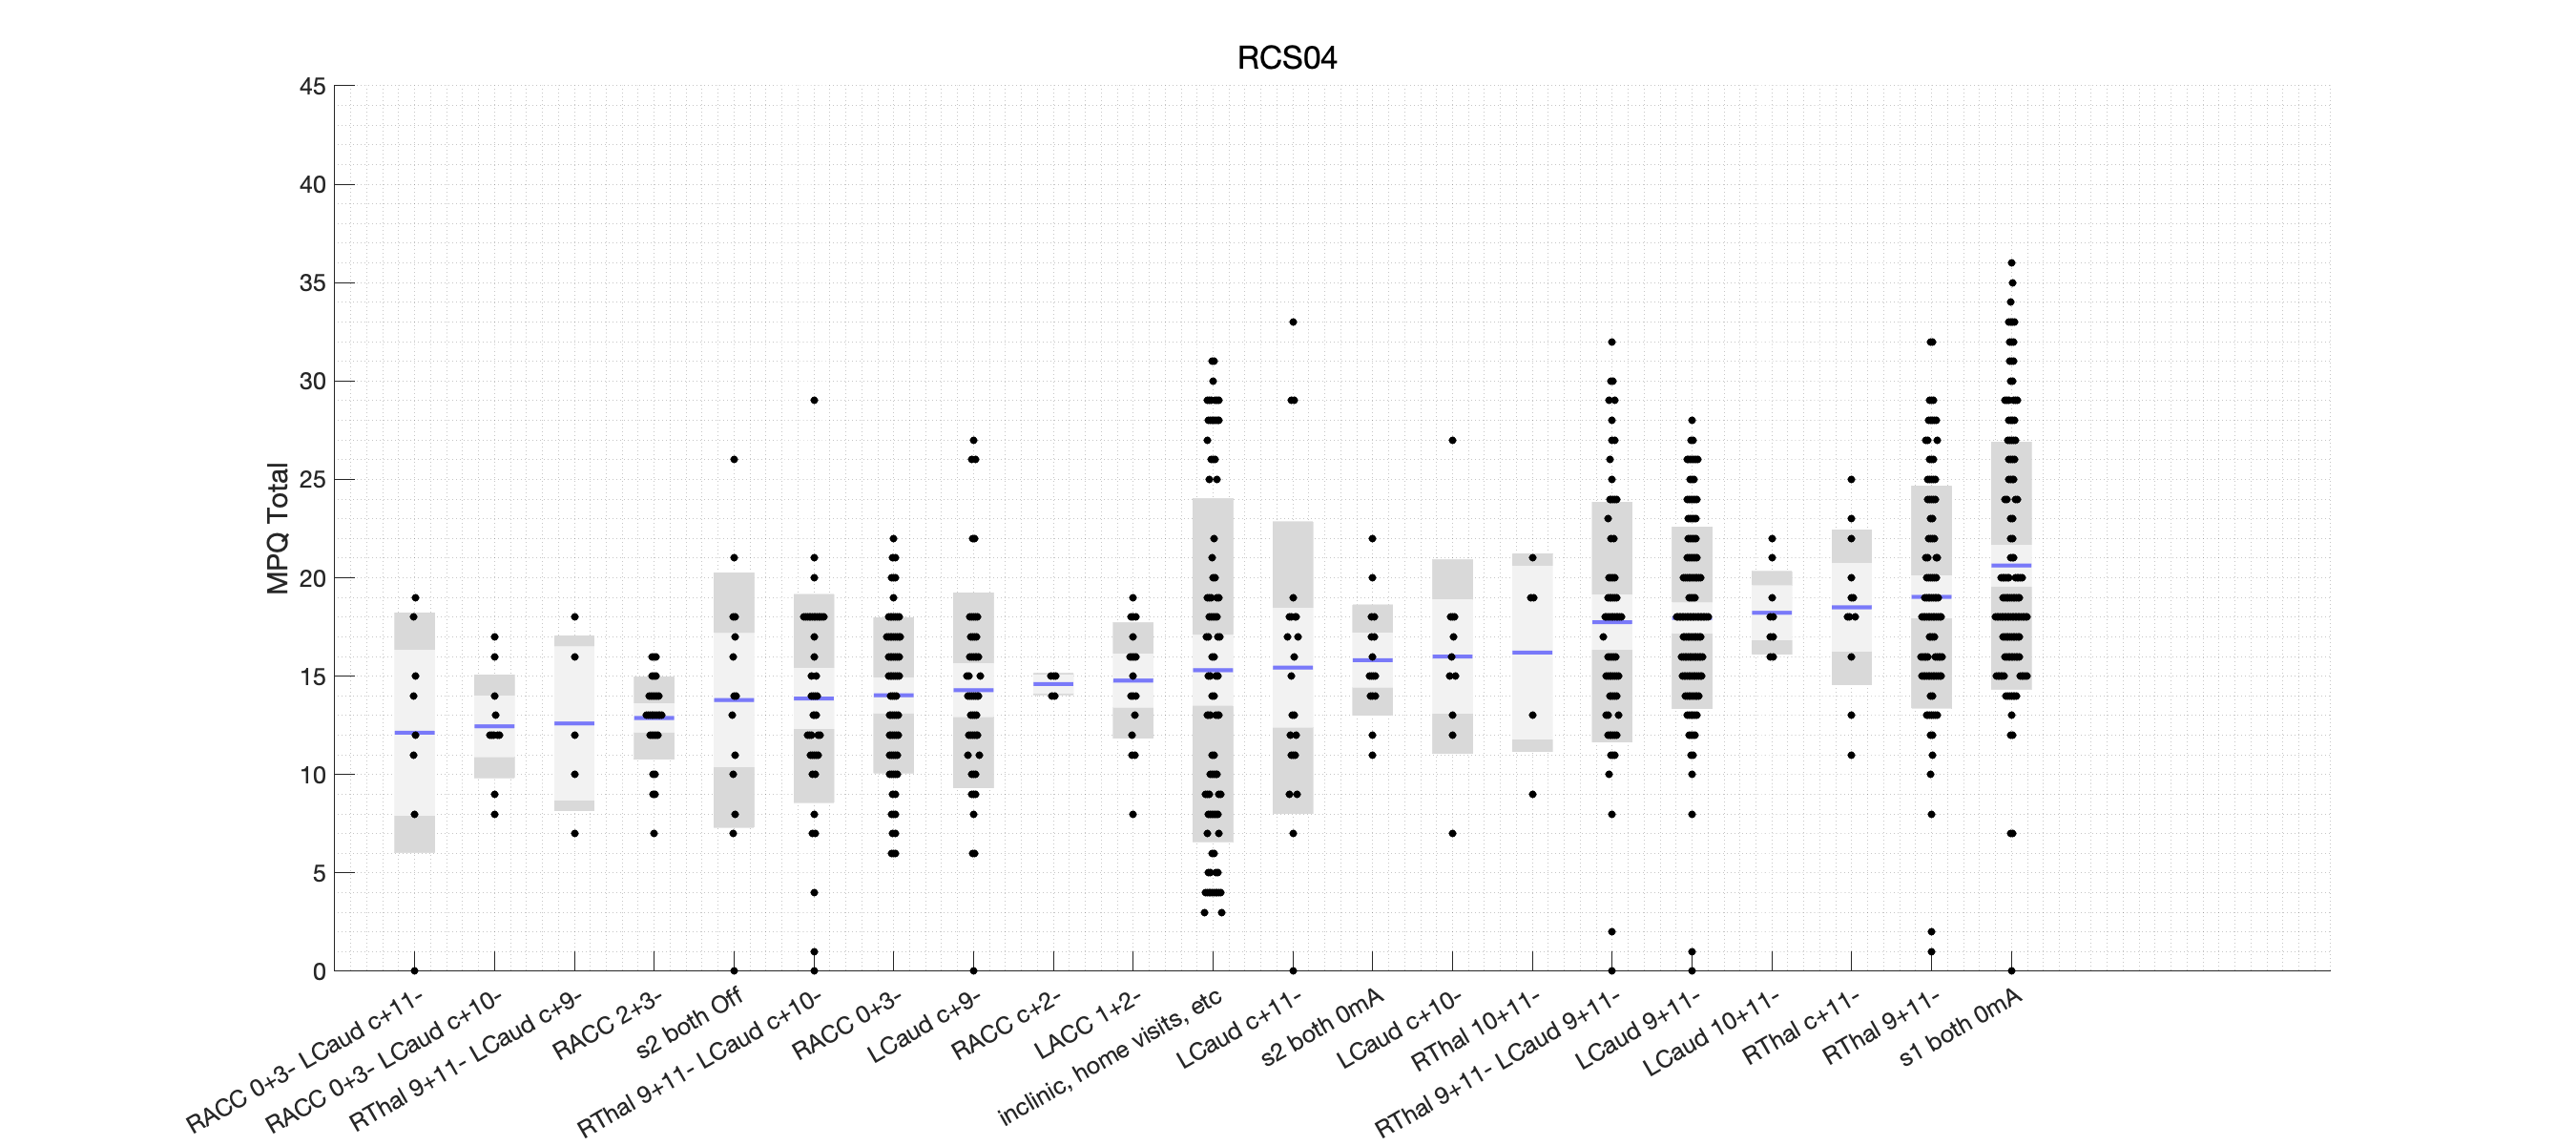 RCS04
45
40
35
30
25
20
15
10
5
0
MPQ Total
RACC 0+3- LCaud c+11-
RACC 0+3- LCaud c+10-
RThal 9+11- LCaud c+9-
RACC 2+3-
s2 both Off
RThal 9+11- LCaud c+10-
RACC 0+3-
LCaud c+9-
RACC c+2-
LACC 1+2-
inclinic, home visits, etc
LCaud c+11-
s2 both 0mA
LCaud c+10-
RThal 10+11-
RThal 9+11- LCaud 9+11-
LCaud 9+11-
LCaud 10+11-
RThal c+11-
RThal 9+11-
s1 both 0mA